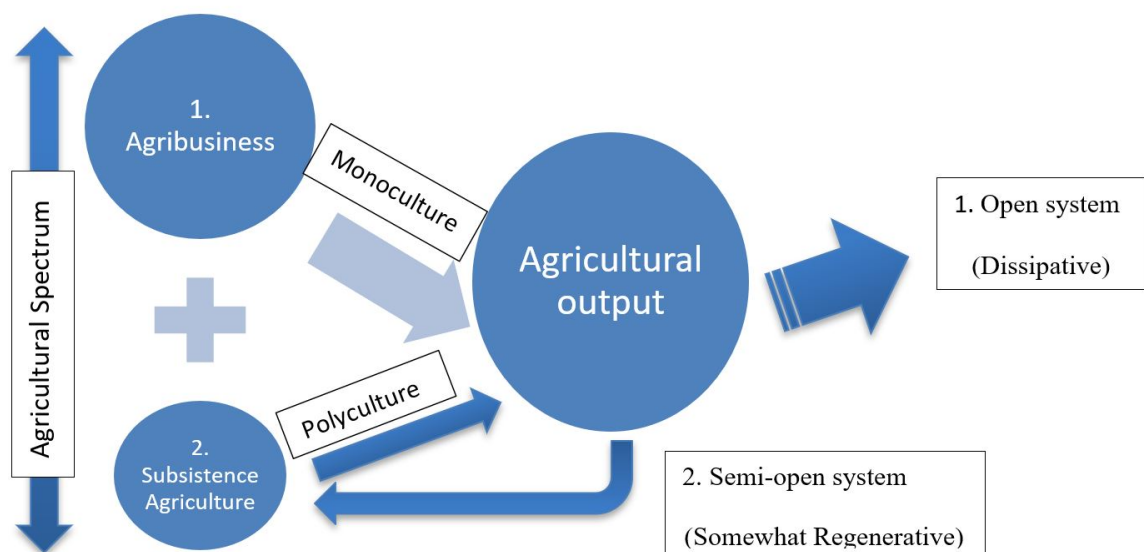 Agricultural Spectrum
1.
Agribusiness
Monoculture
2.
Subsistence
Agriculture
Polyculture
Agricultural
output
1. Open system
(Dissipative)
2. Semi-open system
(Somewhat Regenerative)